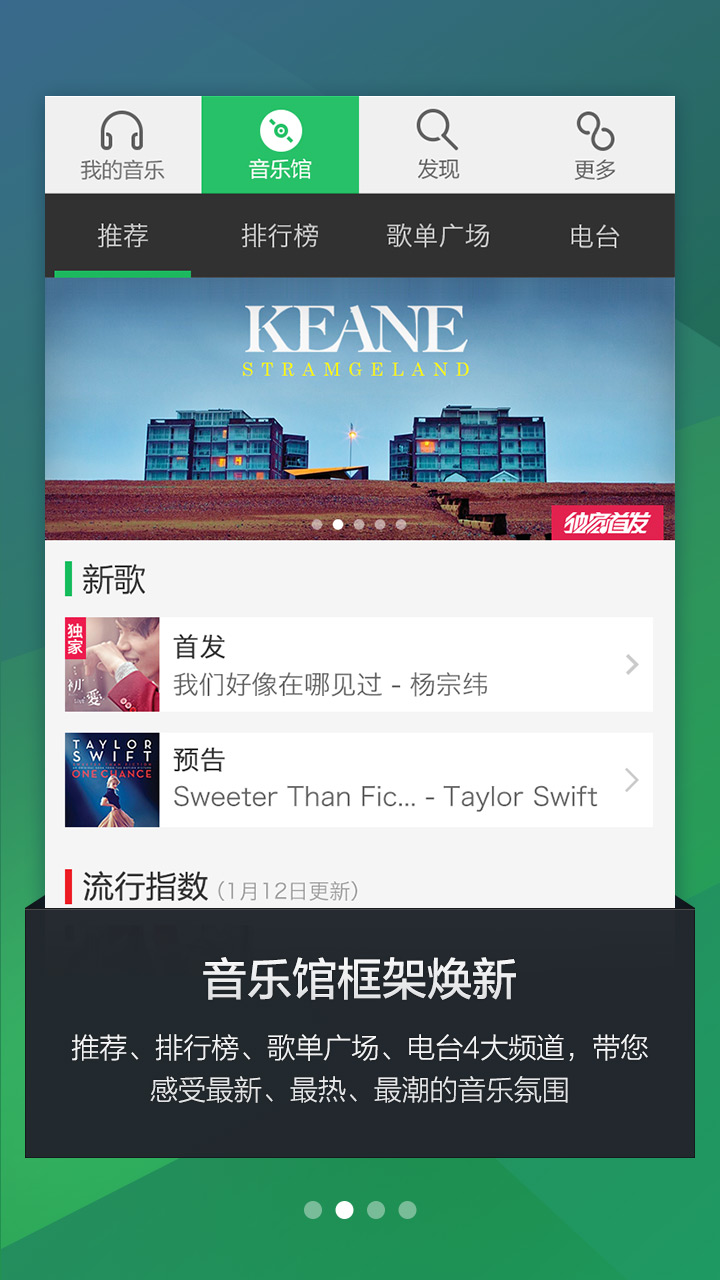 我的音乐
音乐馆
发现
更多
推荐
排行榜
歌单广场
电台
KEANE
STRAMGELAND
独家首发
新歌
独家
初爱
首发
我们好像在哪见过 - 杨宗纬
TAYLOR
SWIFT
ONE CHANCE
预告
Sweeter Than Fic... - Taylor Swift
流行指数 (1月12日更新)
音乐馆框架焕新
推荐、排行榜、歌单广场、电台4大频道，带您
感受最新、最热、最潮的音乐氛围